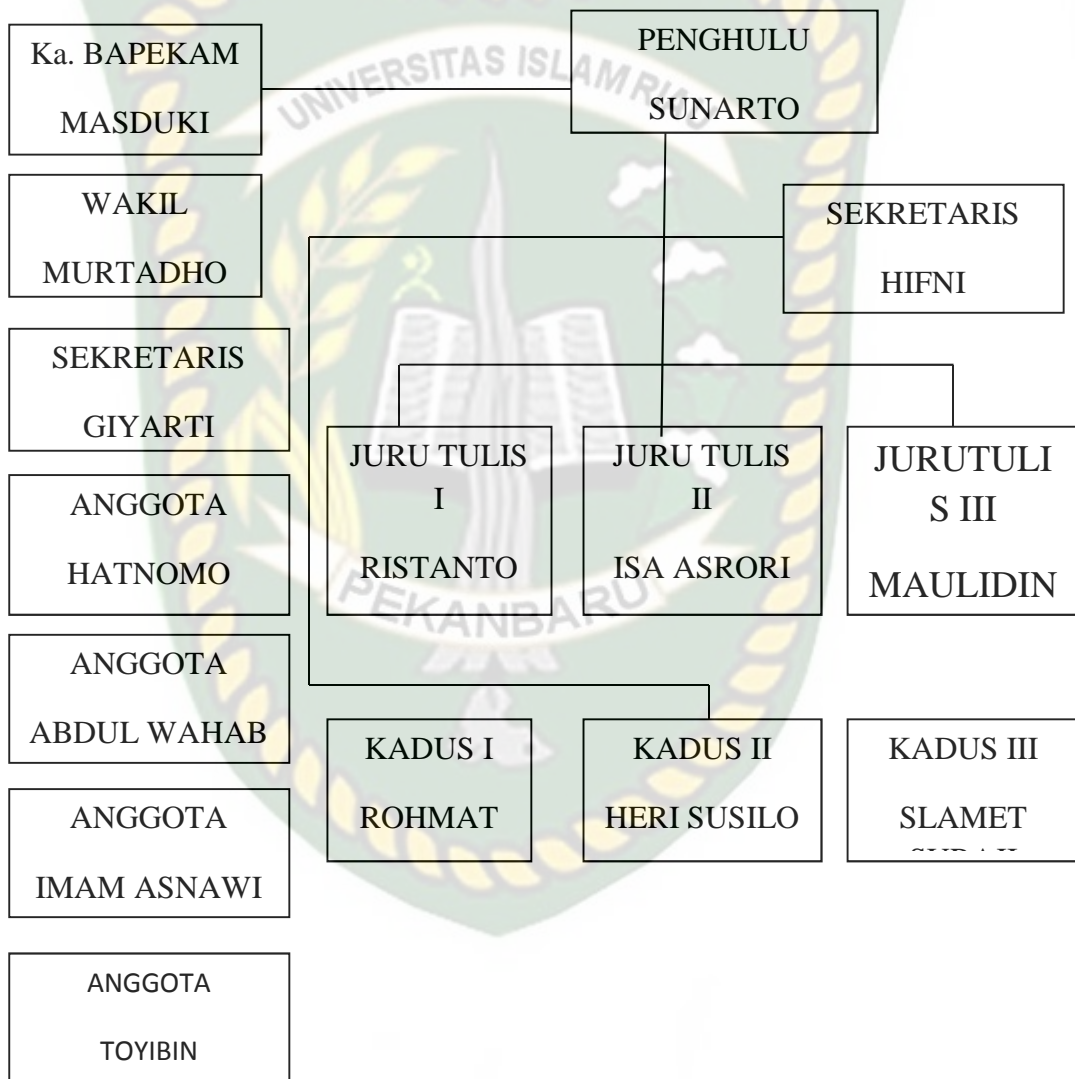 Ka. BAPEKAM
MASDUKI
PENGHULU
SUNARTO
UNIVERSITAS ISLAM RIAU
WAKIL
MURTADHO
SEKRETARIS
HIFNI
SEKRETARIS
GIYARTI
JURU TULIS
I
RISTANTO
JURU TULIS
II
ISA ASRORI
JURUTULI
S III
MAULIDIN
ANGGOTA
HATNOMO
PEKANBARU
ANGGOTA
ABDUL WAHAB
KADUS I
ROHMAT
KADUS II
HERI SUSILO
KADUS III
SLAMET
ANGGOTA
IMAM ASNAWI
ANGGOTA
TOYIBIN